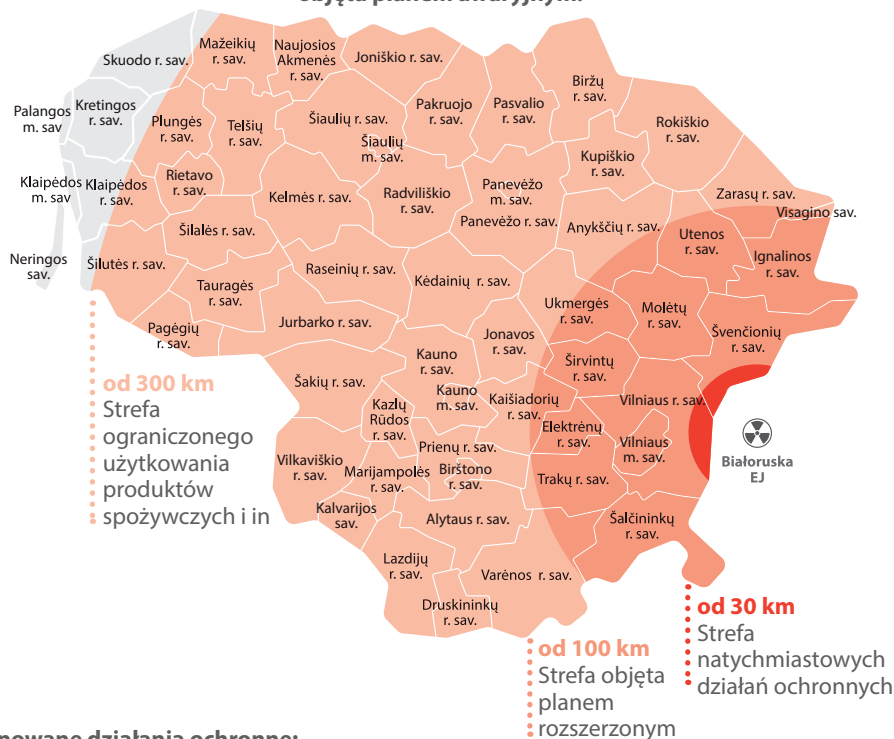 objęta planem awaryjnym.
Skuodo r. sav.
Mažeikių
r. sav.
Naujosios
Akmenės
r. sav.
Joniškio r. sav.
Biržų
r. sav.
Palangos
m. sav
Kretingos
r. sav.
Plungės
r. sav.
Telšių
r. sav.
Šiaulių r. sav.
Šiaulių
m. sav.
Pakruojo
r. sav.
Pasvalio
r. sav.
Rokiškio
r. sav.
Kupiškio
r. sav.
Klaipėdos
m. sav
Klaipėdos
r. sav.
Rietavo
r. sav.
Kelmės r. sav.
Radviliškio
r. sav.
Panevėžo
m. sav.
Panevėžo r. sav.
Anykščių r. sav.
Zarasų r. sav.
Visagino sav.
Utenos
r. sav.
Ignalinos
r. sav.
Neringos
sav.
Šilutės r. sav.
Šilalės r. sav.
Tauragės
r. sav.
Raseinių r. sav.
Kėdainių r. sav.
Ukmergės
r. sav.
Molėtų
r. sav.
Švenčionių
r. sav.
Pagėgių
r. sav.
Jurbarko r. sav.
Jonavos
r. sav.
Širvintų
r. sav.
Kauno
r. sav.
Kauno
m. sav.
Šakių r. sav.
Kazlų
Rūdos
r. sav.
Kaišiadorių
r. sav.
Vilniaus r. sav.
Elektrėnų
r. sav.
Vilniaus
m. sav.
Prienų r. sav.
Birštono
r. sav.
Vilkaviškio
r. sav.
Marijampolės
r. sav.
Trakų r. sav.
Kalvarijos
sav.
Alytaus r. sav.
Šalčininkų
r. sav.
Lazdijų
r. sav.
Varėnos r. sav.
Druskininkų
r. sav.
Białoruska
EJ
od 300 km
Strefa
ograniczonego
użytkowania
produktów
spożywczych i in
od 100 km
Strefa objęta
planem
rozszerzonym
od 30 km
Strefa
natychmiastowych
działań ochronnych
działania ochronne: